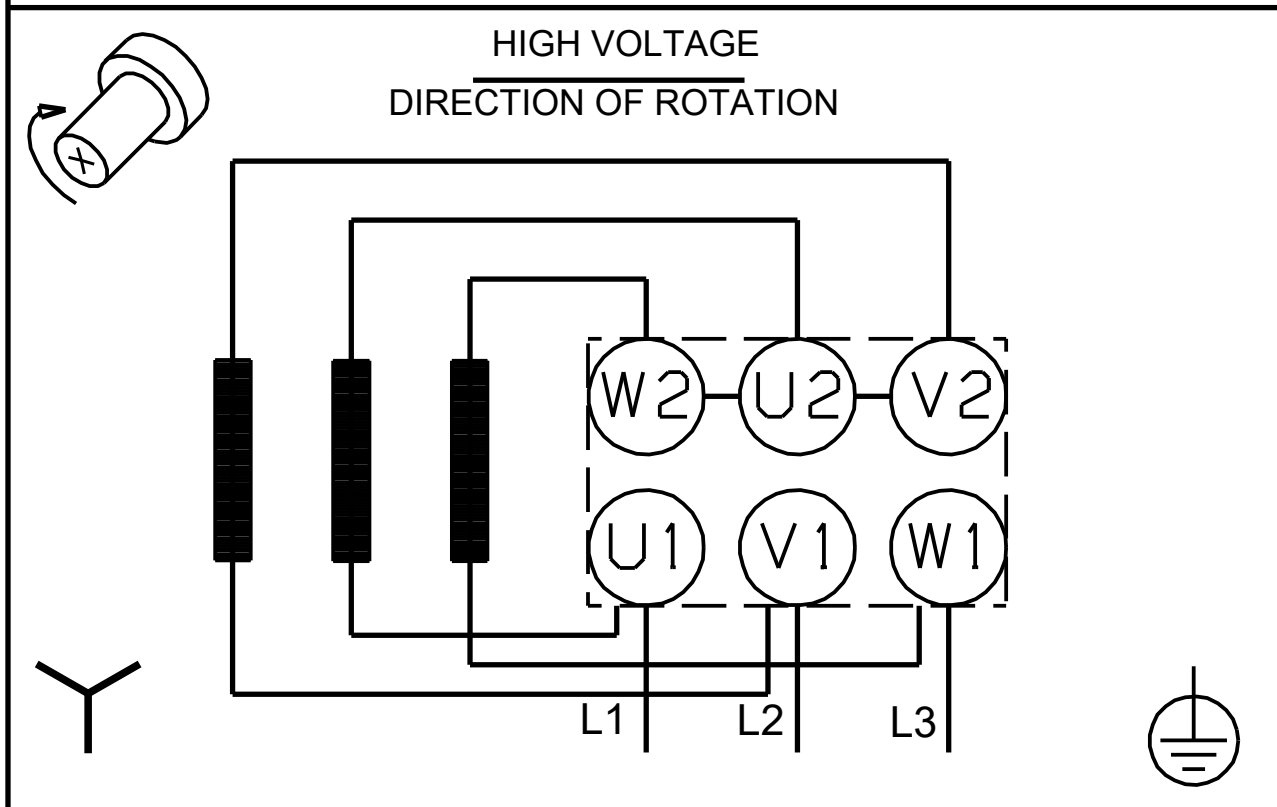 HIGH VOLTAGE
DIRECTION OF ROTATION
W2 U2 V2
U1 V1 W1
L1 L2 L3